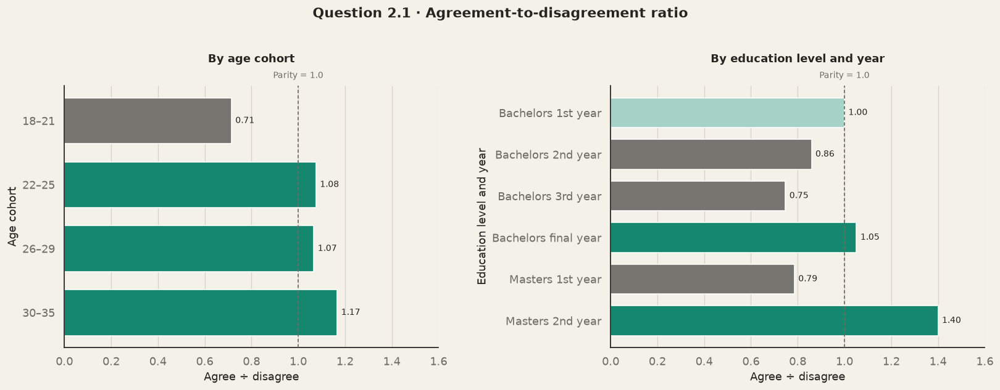 Question 2.1 · Agreement-to-disagreement ratio
By age cohort
Parity = 1.0
Age cohort
18–21
0.71
22–25
1.08
26–29
1.07
30–35
1.17
0.0 0.2 0.4 0.6 0.8 1.0 1.2 1.4 1.6
Agree ÷ disagree
By education level and year
Parity = 1.0
Education level and year
Bachelors 1st year
1.00
Bachelors 2nd year
0.86
Bachelors 3rd year
0.75
Bachelors final year
1.05
Masters 1st year
0.79
Masters 2nd year
1.40
0.0 0.2 0.4 0.6 0.8 1.0 1.2 1.4 1.6
Agree ÷ disagree